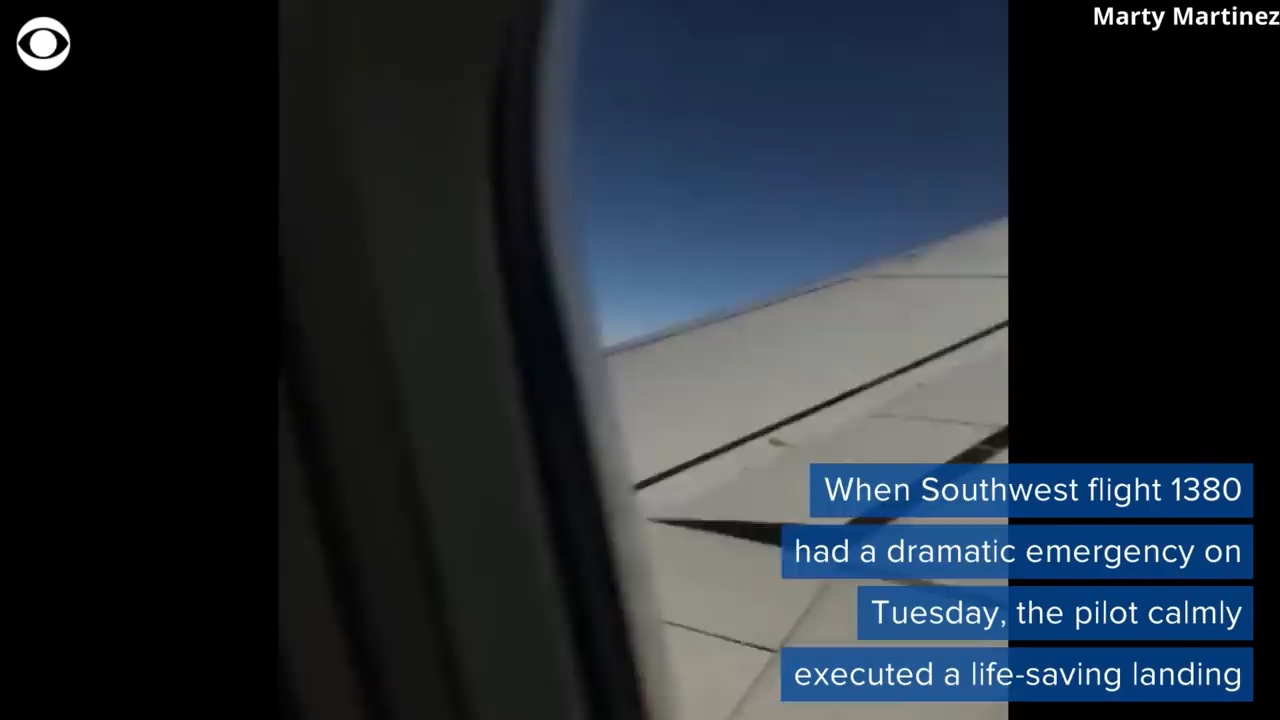 Marty Martinez
When Southwest flight 1380
had a dramatic emergency on
Tuesday, the pilot calmly
executed a life-saving landing